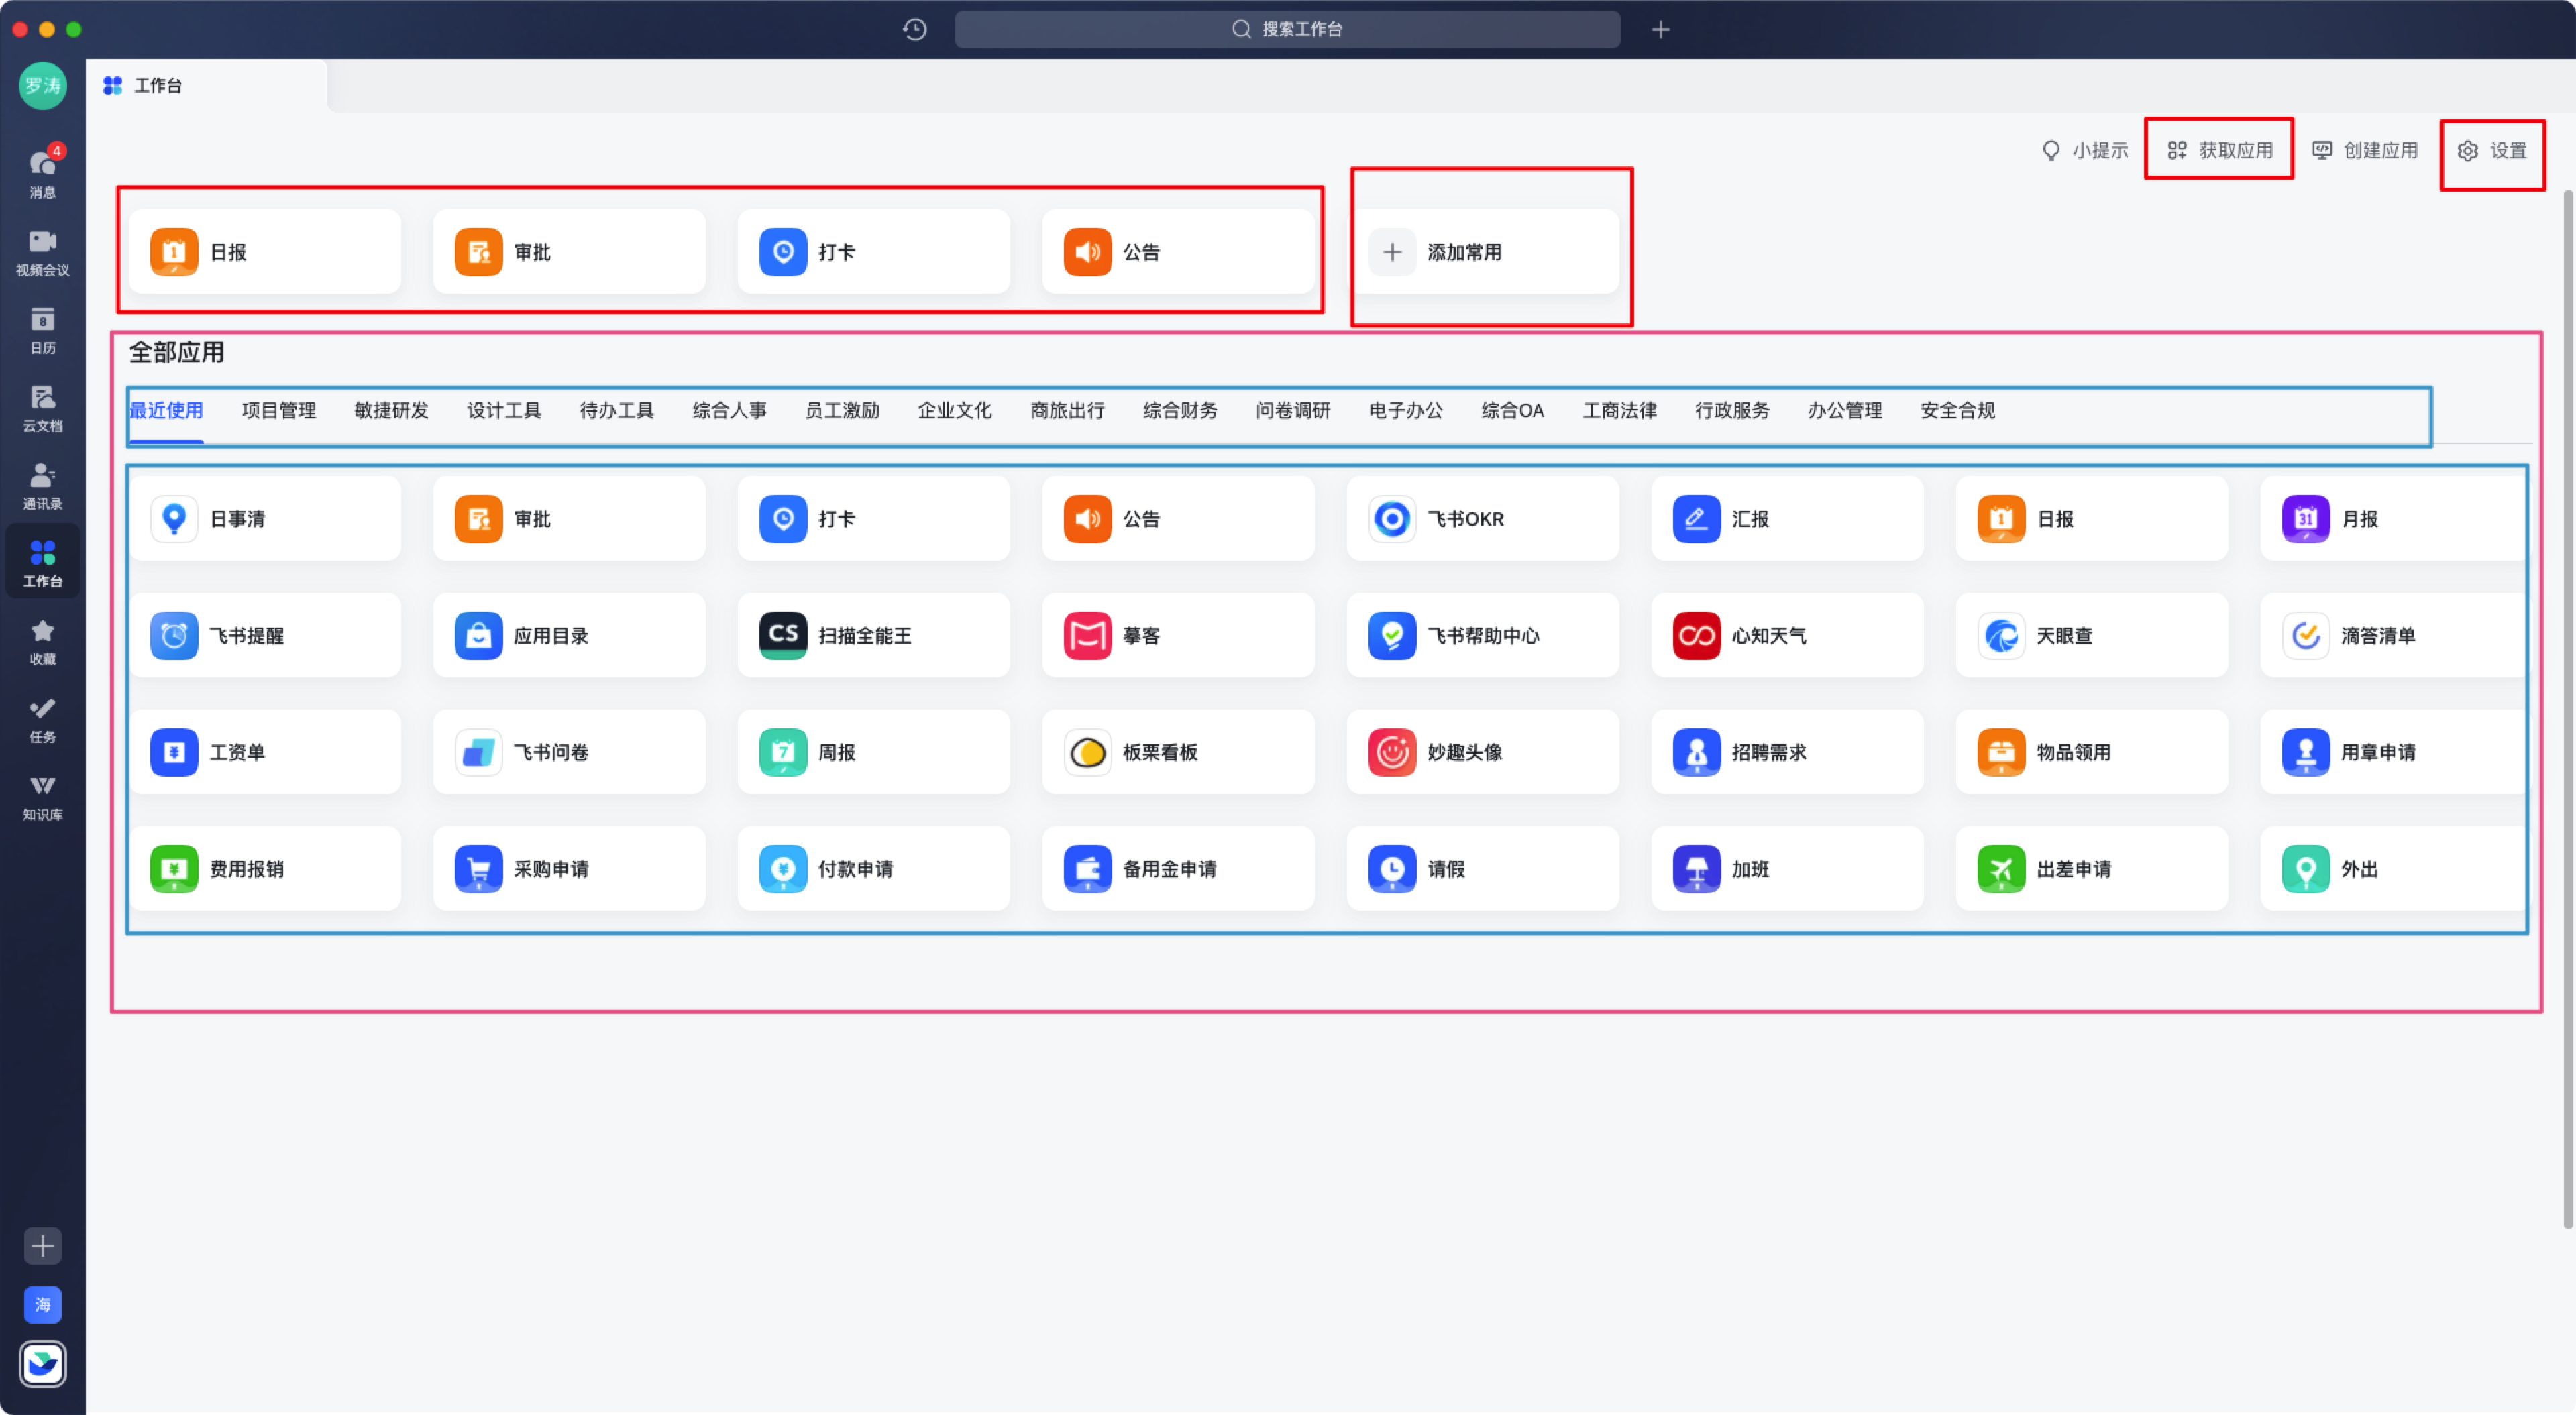 搜索工作台
罗涛
工作台
4
消息
视频会议
8
日历
云文档
通讯录
工作台
收藏
任务
知识库
海
小提示 获取应用 创建应用 设置
1 日报 审批 打卡 公告 添加常用
全部应用
最近使用 项目管理 敏捷研发 设计工具 待办工具 综合人事 员工激励 企业文化 商旅出行 综合财务 问卷调研 电子办公 综合OA 工商法律 行政服务 办公管理 安全合规
日事清 审批 打卡 公告 飞书OKR 汇报 1 日报 31 月报
飞书提醒 应用目录 CS 扫描全能王 摹客 飞书帮助中心 心知天气 天眼查 滴答清单
¥ 工资单 飞书问卷 7 周报 板栗看板 妙趣头像 招聘需求 物品领用 用章申请
¥ 费用报销 采购申请 ¥ 付款申请 备用金申请 请假 加班 出差申请 外出